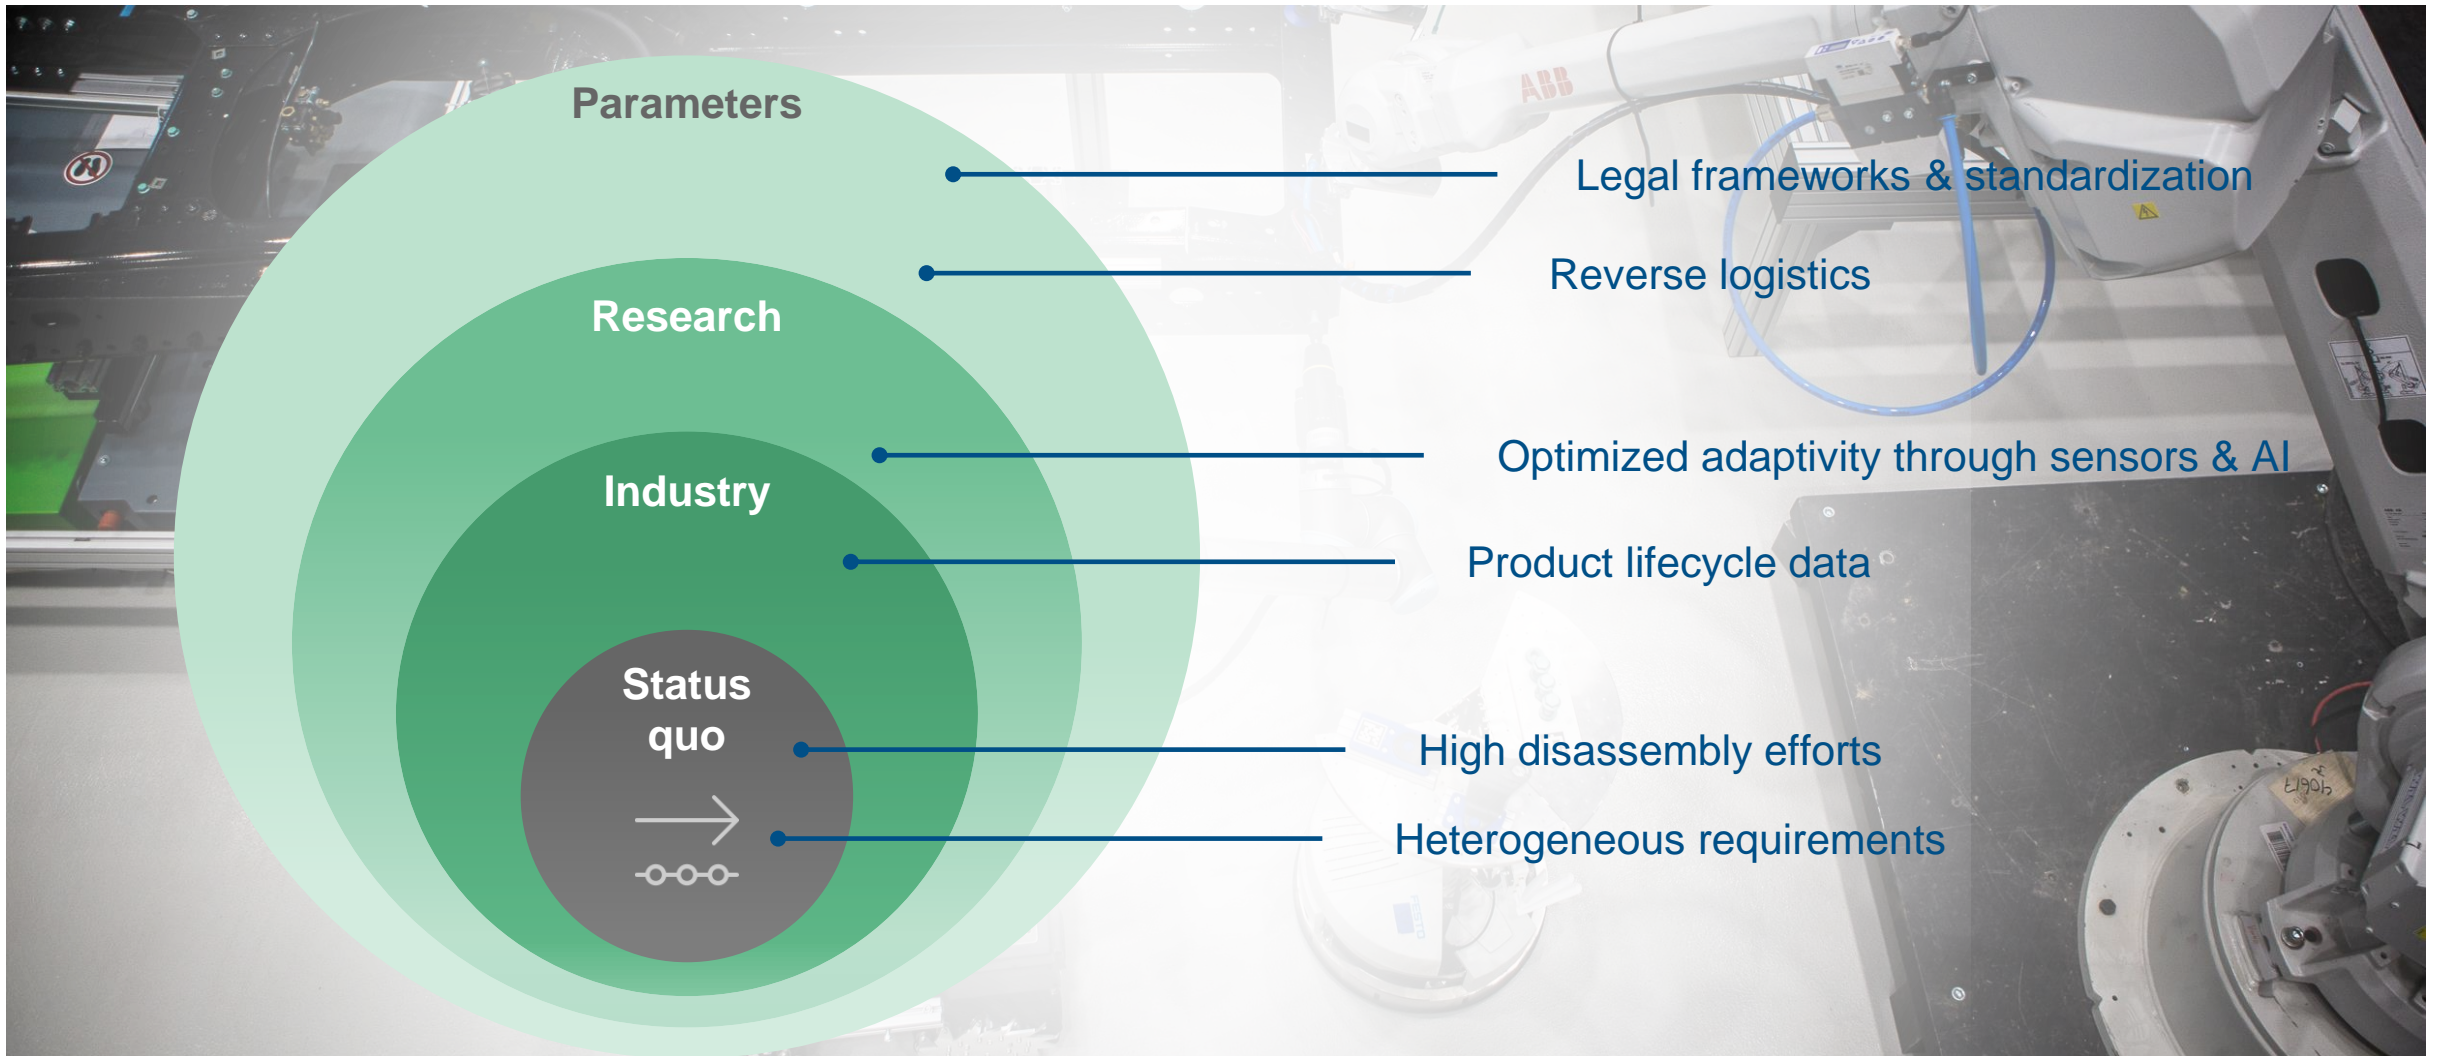 Parameters
ABB
Legal frameworks & standardization
Reverse logistics
Research
Optimized adaptivity through sensors & AI
Industry
Product lifecycle data
Status
quo
High disassembly efforts
Heterogeneous requirements